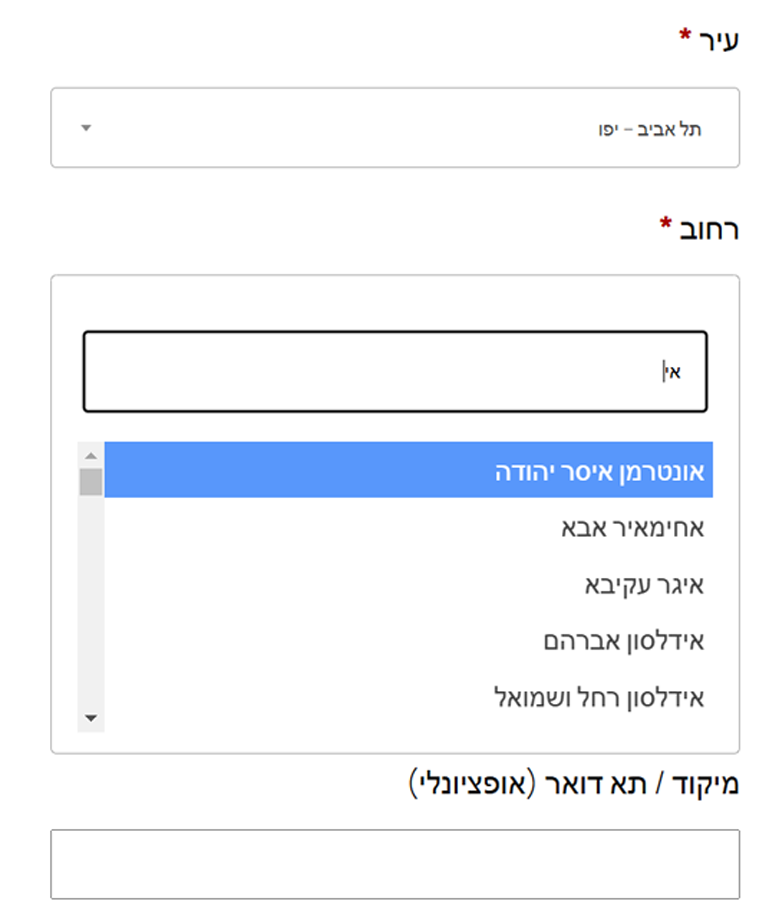 עיר *
תל אביב – יפו
רחוב *
אי
אונטרמן איסר יהודה
אחימאיר אבא
איגר עקיבא
אידלסון אברהם
אידלסון רחל ושמואל
מיקוד / תא דואר (אופציונלי)